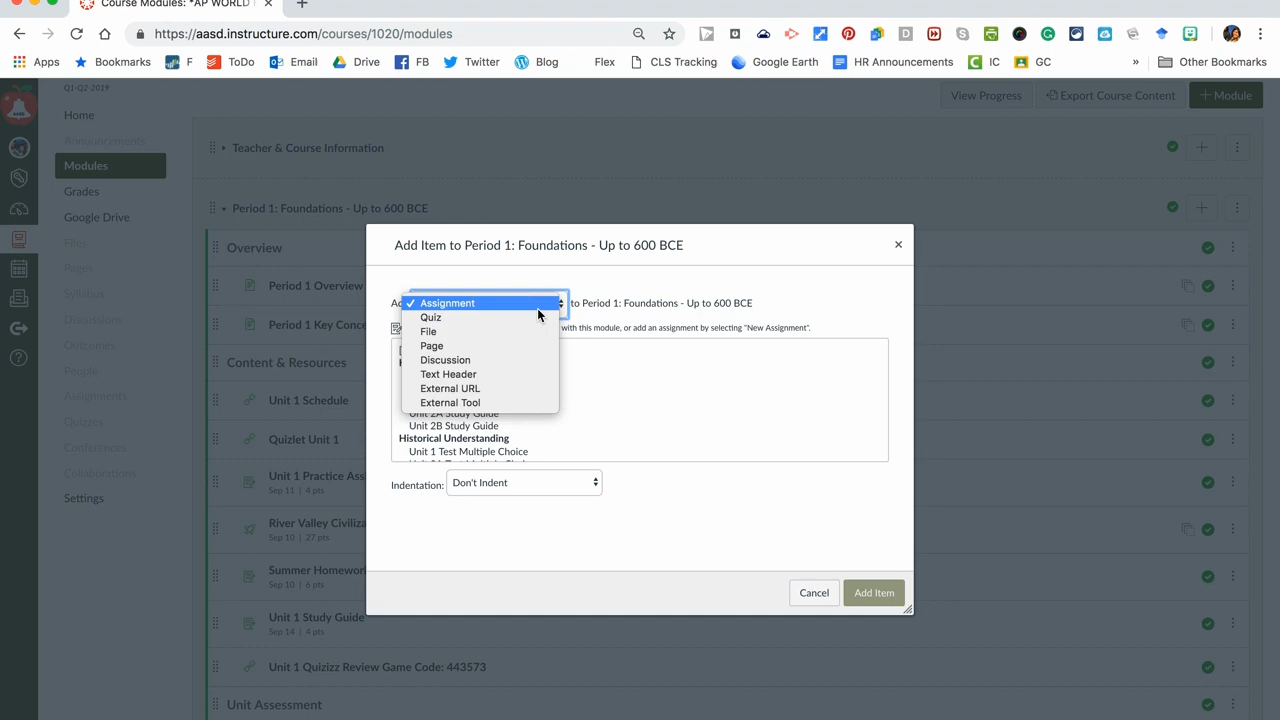 Course Modules: *AP WORLD
https://aasd.instructure.com/courses/1020/modules
Apps Bookmarks F ToDo Email Drive FB Twitter Blog Flex CLS Tracking Google Earth HR Announcements IC GC » Other Bookmarks
Q1-Q2-2019
View Progress Export Course Content + Module
Home
Announcements
Modules
Grades
Google Drive
Files
Pages
Syllabus
Discussions
Outcomes
People
Assignments
Quizzes
Conferences
Collaborations
Settings
Teacher & Course Information
Period 1: Foundations - Up to 600 BCE
Overview
Period 1 Overview
Period 1 Key Conce
Content & Resources
Unit 1 Schedule
Quizlet Unit 1
Unit 1 Practice Ass
Sep 11 | 4 pts
River Valley Civiliza
Sep 10 | 27 pts
Summer Homewor
Sep 10 | 6 pts
Unit 1 Study Guide
Sep 14 | 4 pts
Unit 1 Quizizz Review Game Code: 443573
Unit Assessment
Add Item to Period 1: Foundations - Up to 600 BCE
to Period 1: Foundations - Up to 600 BCE
Assignment
Quiz
File
Page
Discussion
Text Header
External URL
External Tool
with this module, or add an assignment by selecting "New Assignment".
Unit 2A Study Guide
Unit 2B Study Guide
Historical Understanding
Unit 1 Test Multiple Choice
Indentation: Don't Indent
Cancel Add Item